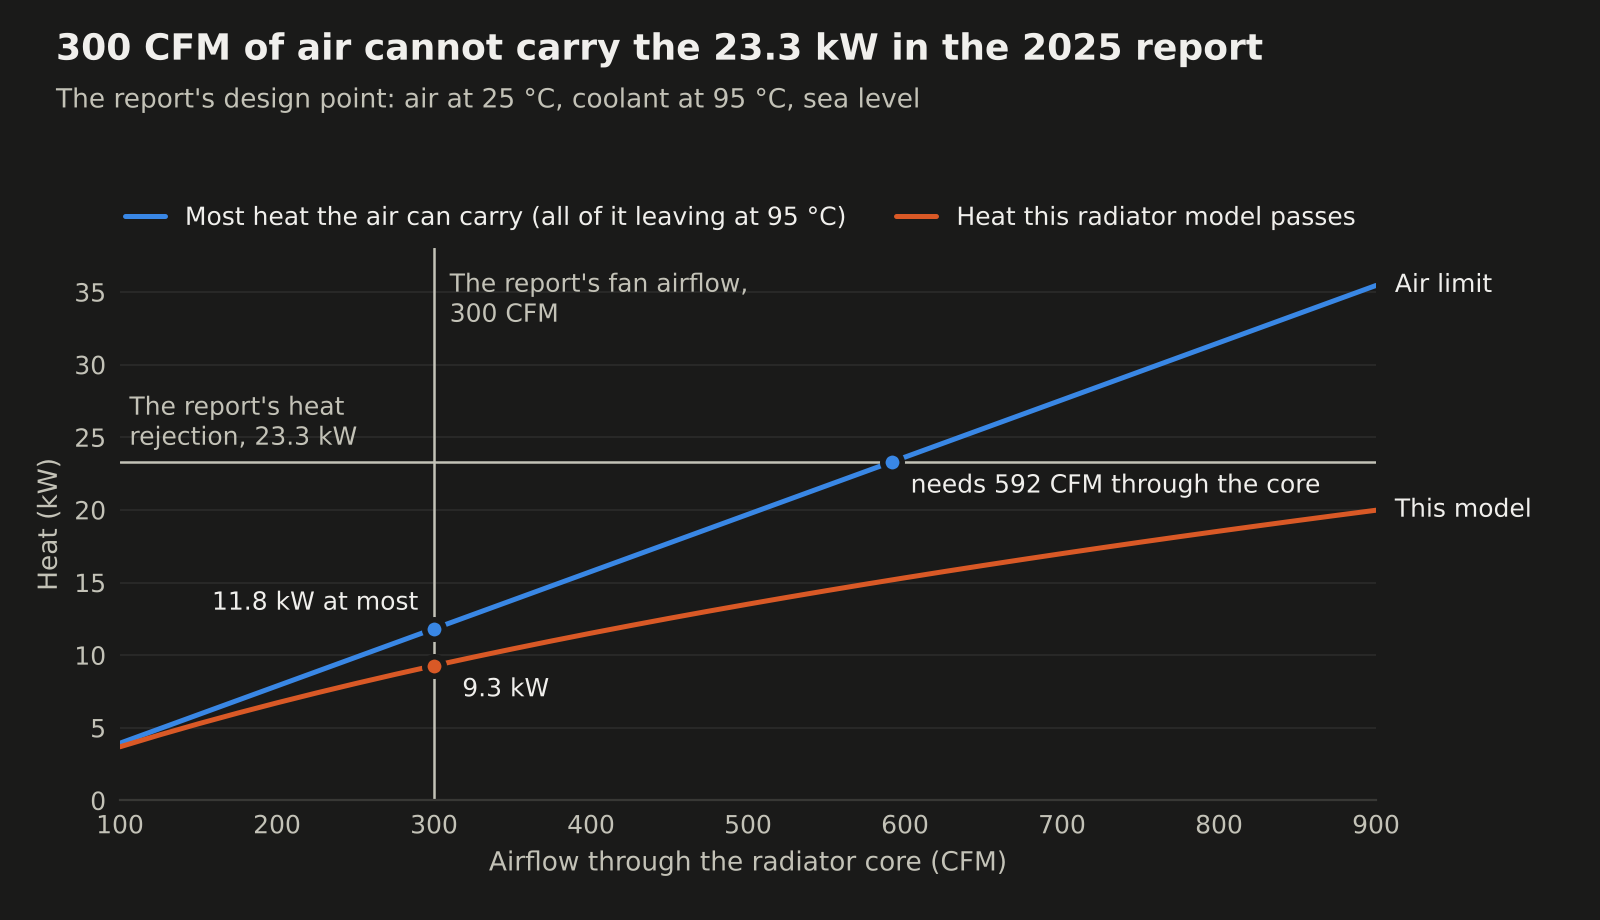 300 CFM of air cannot carry the 23.3 kW in the 2025 report
The report's design point: air at 25 °C, coolant at 95 °C, sea level
Most heat the air can carry (all of it leaving at 95 °C)
Heat this radiator model passes
The report's fan airflow,
300 CFM
Air limit
The report's heat
rejection, 23.3 kW
needs 592 CFM through the core
This model
11.8 kW at most
9.3 kW
Heat (kW)
35
30
25
20
15
10
5
0
100 200 300 400 500 600 700 800 900
Airflow through the radiator core (CFM)